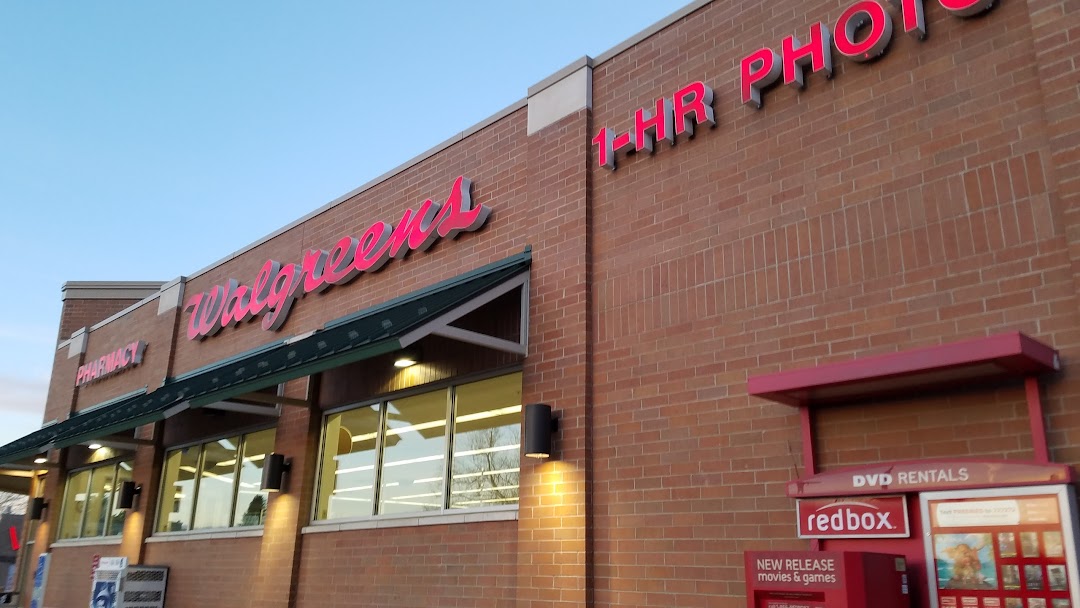 PHARMACY
Walgreens
1-HR PHOTO
DVD RENTALS
redbox.
NEW RELEASE
movies & games